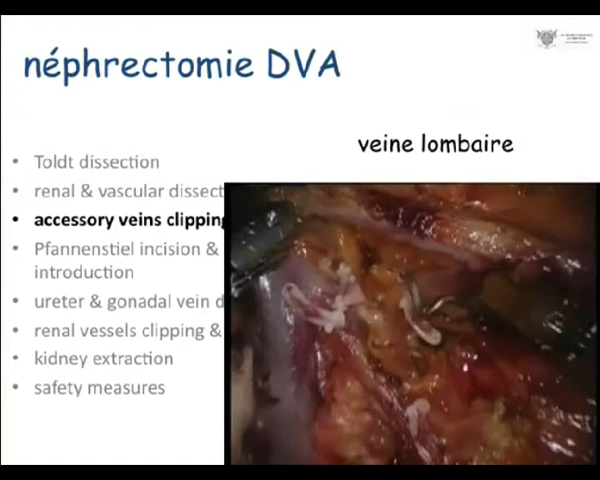 néphrectomie DVA
veine lombaire
• Toldt dissection
• renal & vascular dissect
• accessory veins clipping
• Pfannenstiel incision &
introduction
• ureter & gonadal vein d
• renal vessels clipping &
• kidney extraction
• safety measures